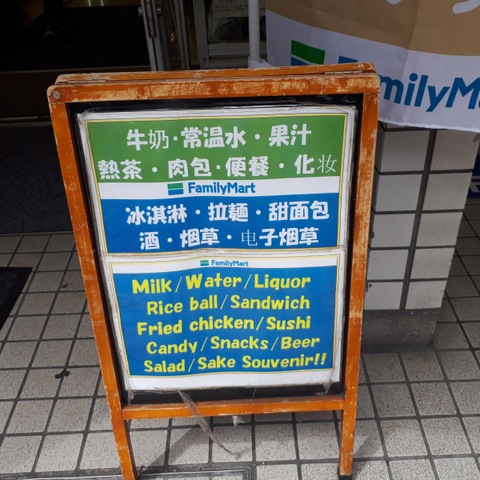 FamilyMa
牛奶・常温水・果汁
熱茶・肉包・便餐・化妆
FamilyMart
冰淇淋・拉麵・甜面包
酒・烟草・电子烟草
FamilyMart
Milk/Water/Liquor
Rice ball/Sandwich
Fried chicken/Sushi
Candy/Snacks/Beer
Salad/Sake Souvenir!!